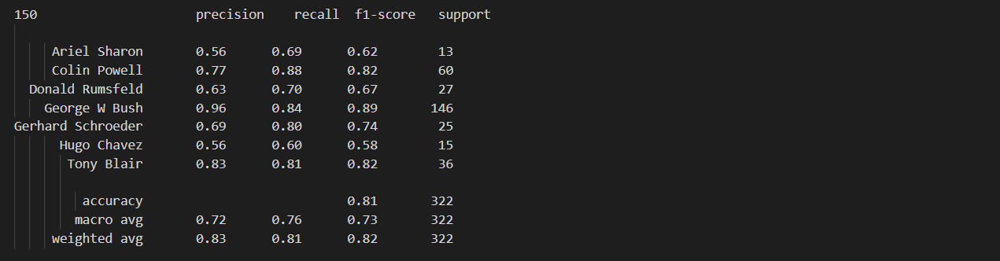 150 precision recall f1-score support
Ariel Sharon 0.56 0.69 0.62 13
Colin Powell 0.77 0.88 0.82 60
Donald Rumsfeld 0.63 0.70 0.67 27
George W Bush 0.96 0.84 0.89 146
Gerhard Schroeder 0.69 0.80 0.74 25
Hugo Chavez 0.56 0.60 0.58 15
Tony Blair 0.83 0.81 0.82 36
accuracy 0.81 322
macro avg 0.72 0.76 0.73 322
weighted avg 0.83 0.81 0.82 322